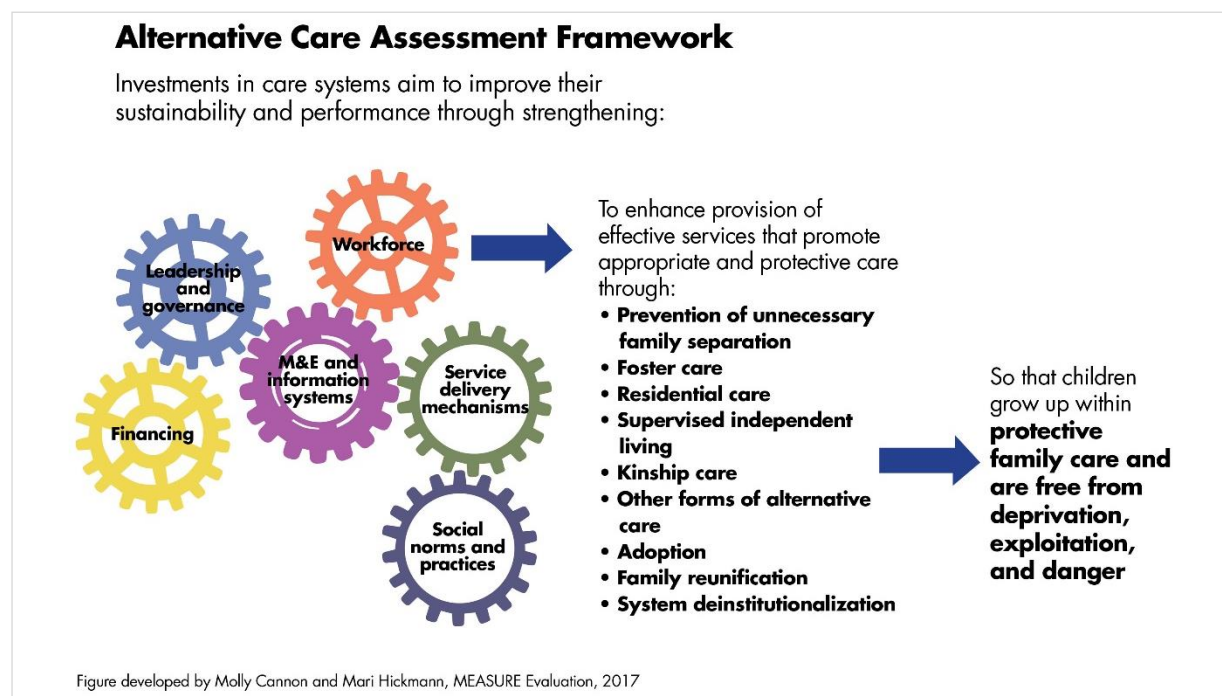 Alternative Care Assessment Framework
Investments in care systems aim to improve their
sustainability and performance through strengthening:
Leadership
and
governance
Workforce
Financing
M&E and
information
systems
Service
delivery
mechanisms
Social
norms and
practices
To enhance provision of
effective services that promote
appropriate and protective care
through:
• Prevention of unnecessary
family separation
• Foster care
• Residential care
• Supervised independent
living
• Kinship care
• Other forms of alternative
care
• Adoption
• Family reunification
• System deinstitutionalization
So that children
grow up within
protective
family care and
are free from
deprivation,
exploitation,
and danger
Figure developed by Molly Cannon and Mari Hickmann, MEASURE Evaluation, 2017